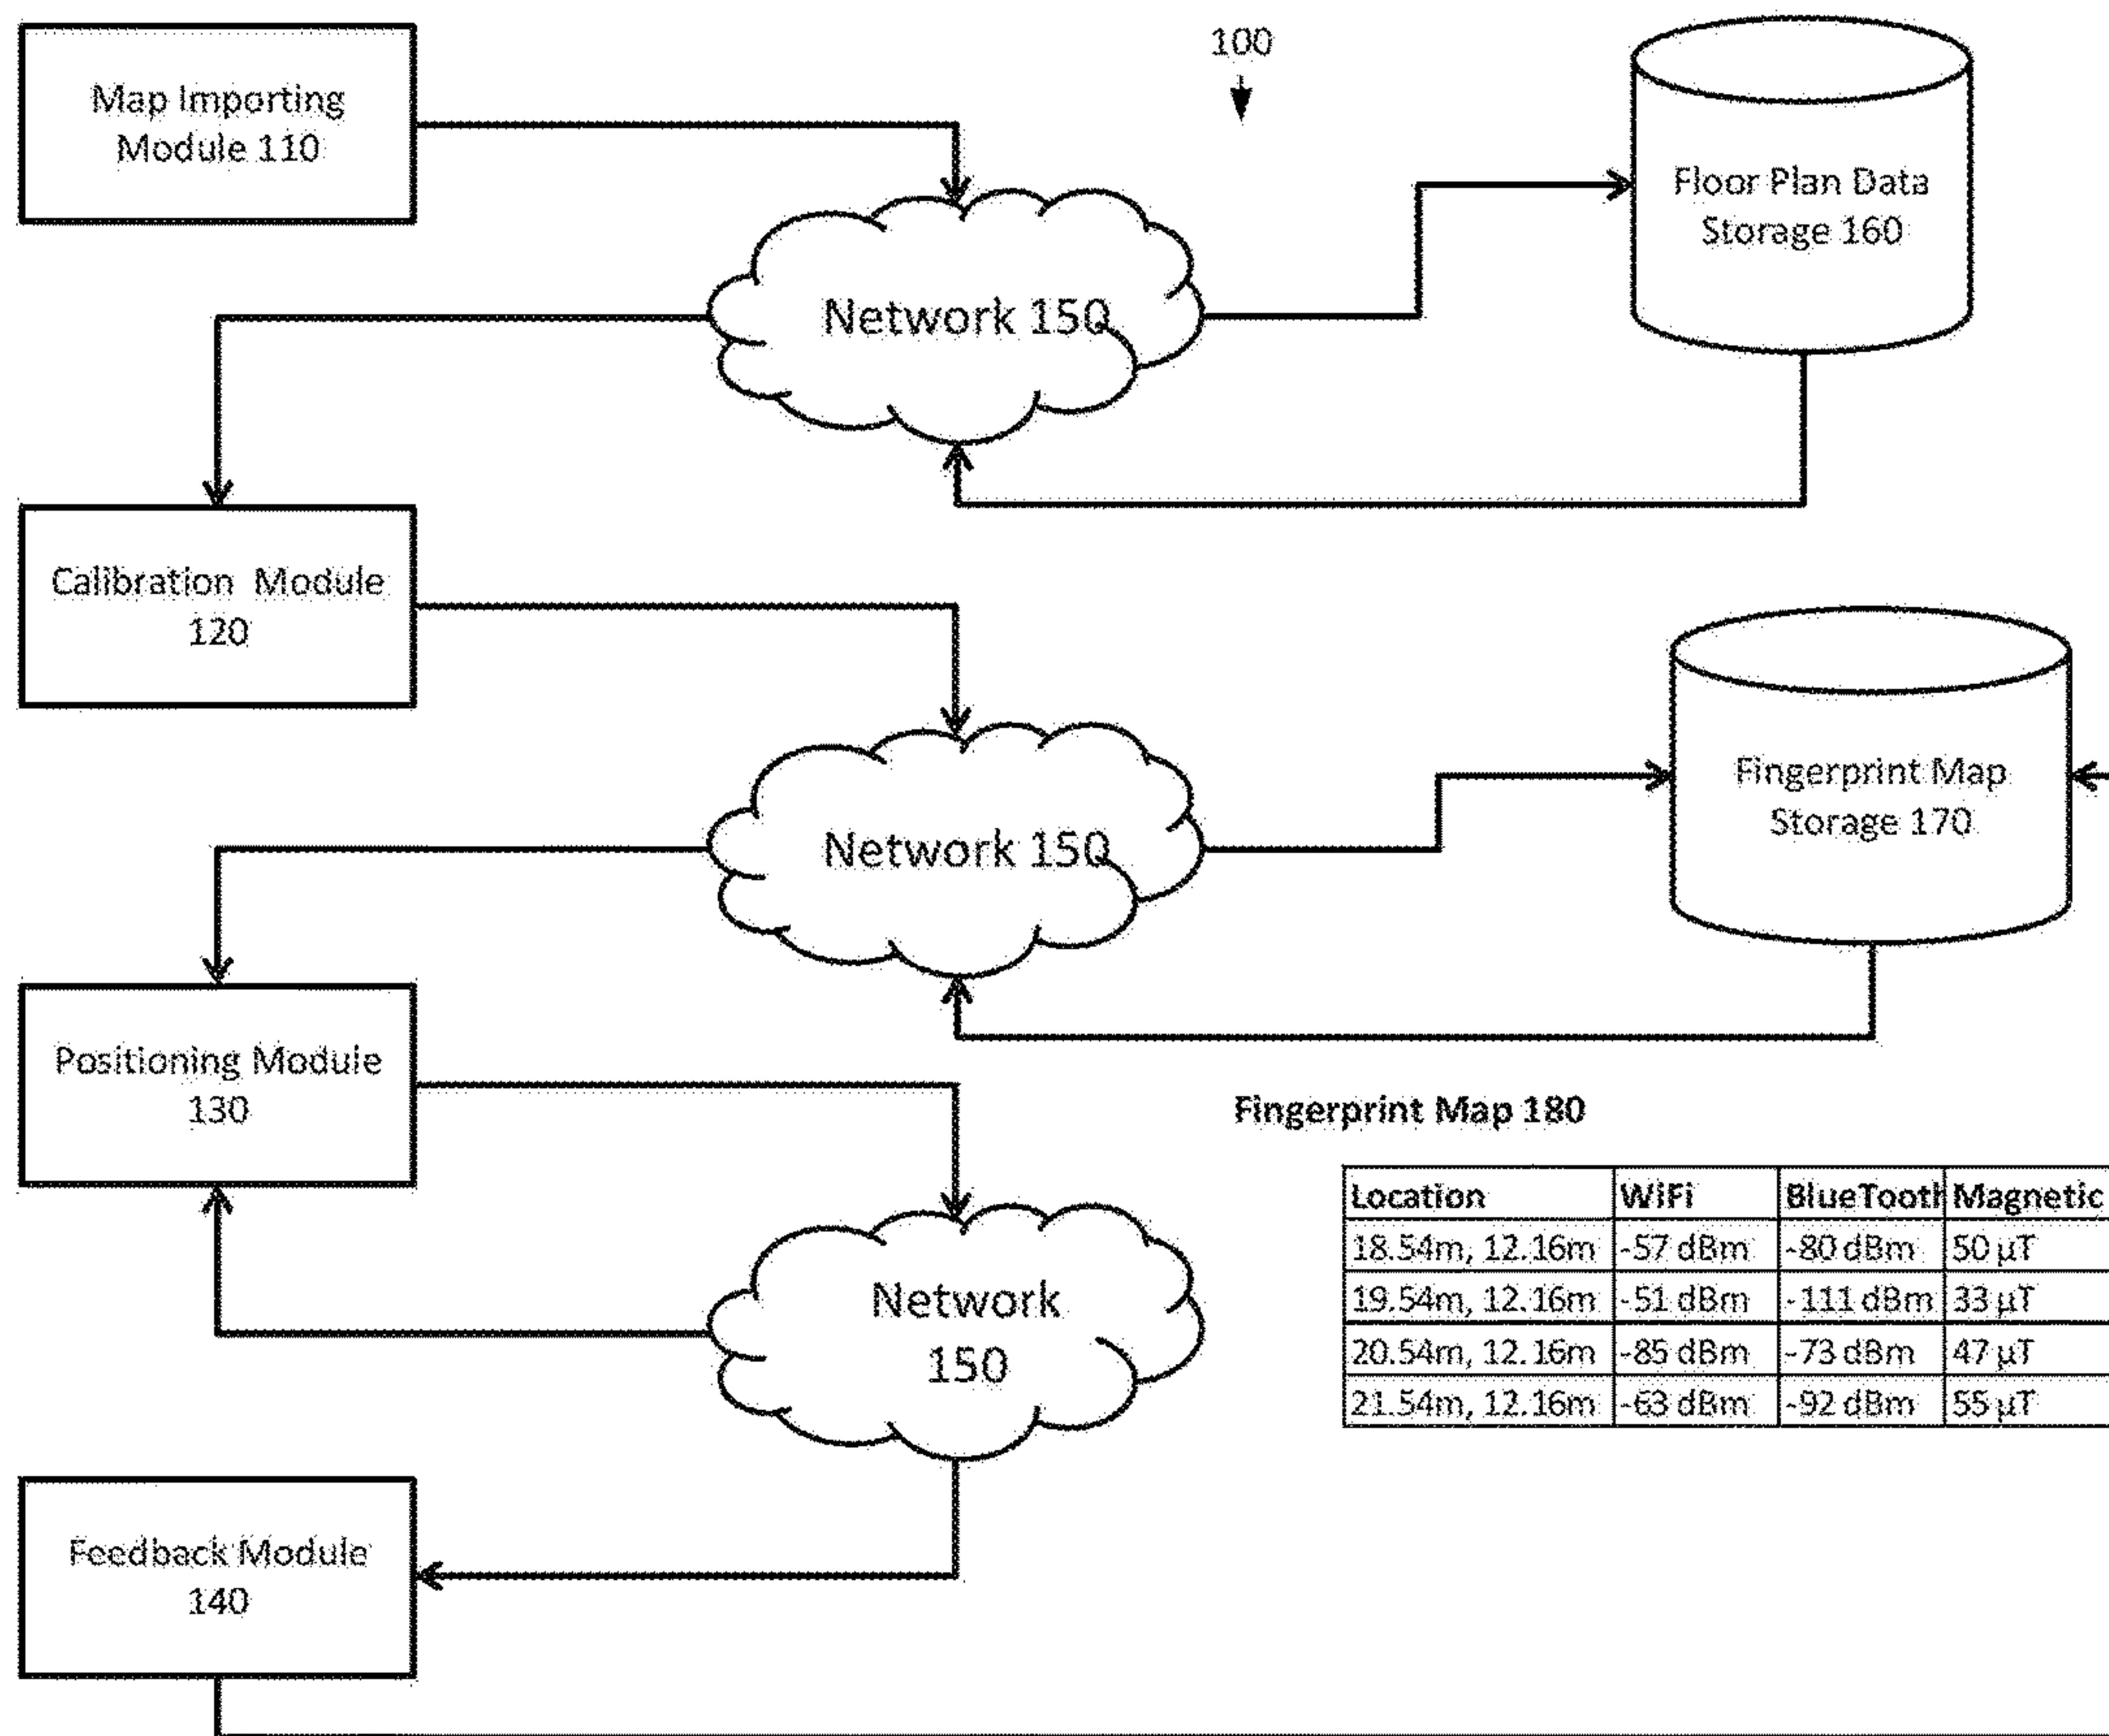 100
Map Importing
Module 110
Floor Plan Data
Storage 160
Network 150
Calibration Module
120
Fingerprint Map
Storage 170
Network 150
Positioning Module
130
Fingerprint Map 180
Location WiFi BlueTooth Magnetic
18.54m, 12.16m -57 dBm -80 dBm 50 µT
19.54m, 12.16m -51 dBm -111 dBm 33 µT
20.54m, 12.16m -85 dBm -73 dBm 47 µT
21.54m, 12.16m -63 dBm -92 dBm 55 µT
Network
150
Feedback Module
140